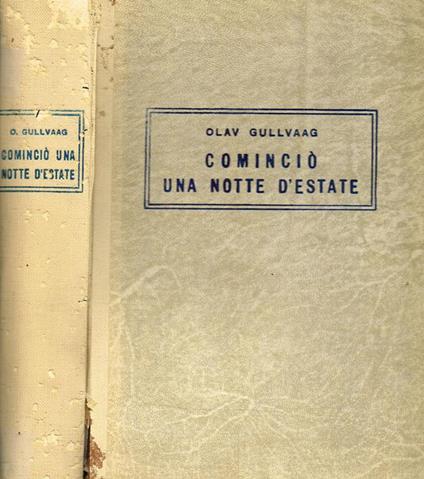 O. GULLVAAG
COMINCIÒ UNA
NOTTE D'ESTATE
OLAV GULLVAAG
COMINCIÒ
UNA NOTTE D'ESTATE